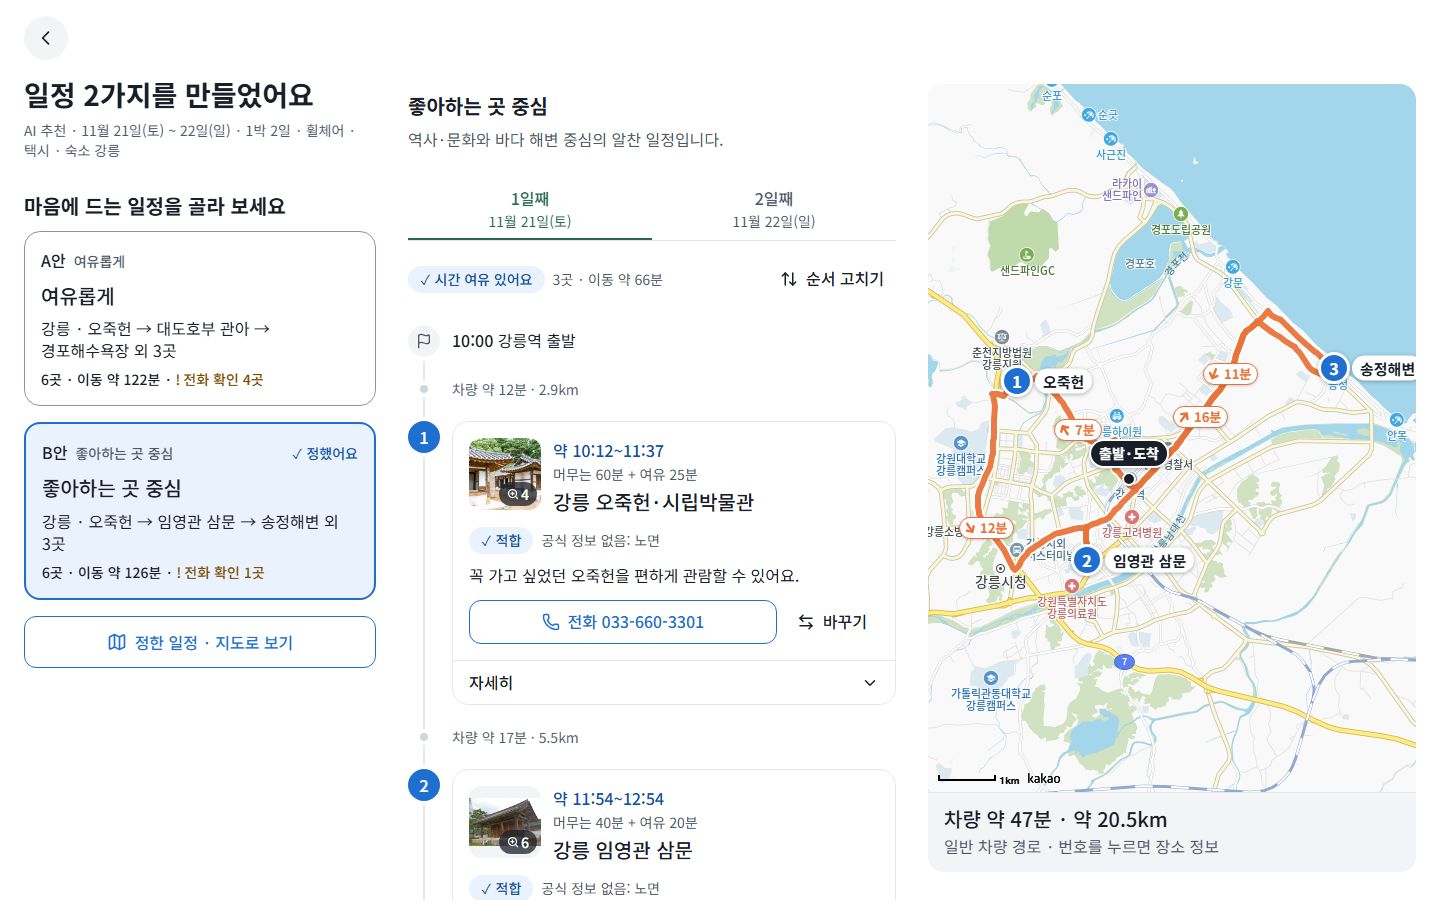 일정 2가지를 만들었어요
AI 추천 · 11월 21일(토) ~ 22일(일) · 1박 2일 · 휠체어 ·
택시 · 숙소 강릉
마음에 드는 일정을 골라 보세요
A안 여유롭게
여유롭게
강릉 · 오죽헌 → 대도호부 관아 →
경포해수욕장 외 3곳
6곳 · 이동 약 122분 · ! 전화 확인 4곳
B안 좋아하는 곳 중심
✓ 정했어요
좋아하는 곳 중심
강릉 · 오죽헌 → 임영관 삼문 → 송정해변 외
3곳
6곳 · 이동 약 126분 · ! 전화 확인 1곳
정한 일정 · 지도로 보기
좋아하는 곳 중심
역사·문화와 바다 해변 중심의 알찬 일정입니다.
1일째
11월 21일(토)
2일째
11월 22일(일)
✓ 시간 여유 있어요
3곳 · 이동 약 66분
순서 고치기
10:00 강릉역 출발
차량 약 12분 · 2.9km
1
4
약 10:12~11:37
머무는 60분 + 여유 25분
강릉 오죽헌·시립박물관
✓ 적합
공식 정보 없음: 노면
꼭 가고 싶었던 오죽헌을 편하게 관람할 수 있어요.
전화 033-660-3301
바꾸기
자세히
차량 약 17분 · 5.5km
2
6
약 11:54~12:54
머무는 40분 + 여유 20분
강릉 임영관 삼문
✓ 적합
공식 정보 없음: 노면
순포
순긋
사근진
라카이
샌드파인
경포도립공원
샌드파인GC
경포호
경포천
강문
춘천지방법원
강릉지원
1
오죽헌
11분
3
송정해변
16분
7분
릉하이원
안목
강원대학교
강릉캠퍼스
출발·도착
경찰서
강릉소방
12분
강릉고려병원
강릉남대천
2
임영관 삼문
강릉시청
강원특별자치도
강릉의료원
7
가톨릭관동대학교
강릉캠퍼스
1km
kakao
차량 약 47분 · 약 20.5km
일반 차량 경로 · 번호를 누르면 장소 정보